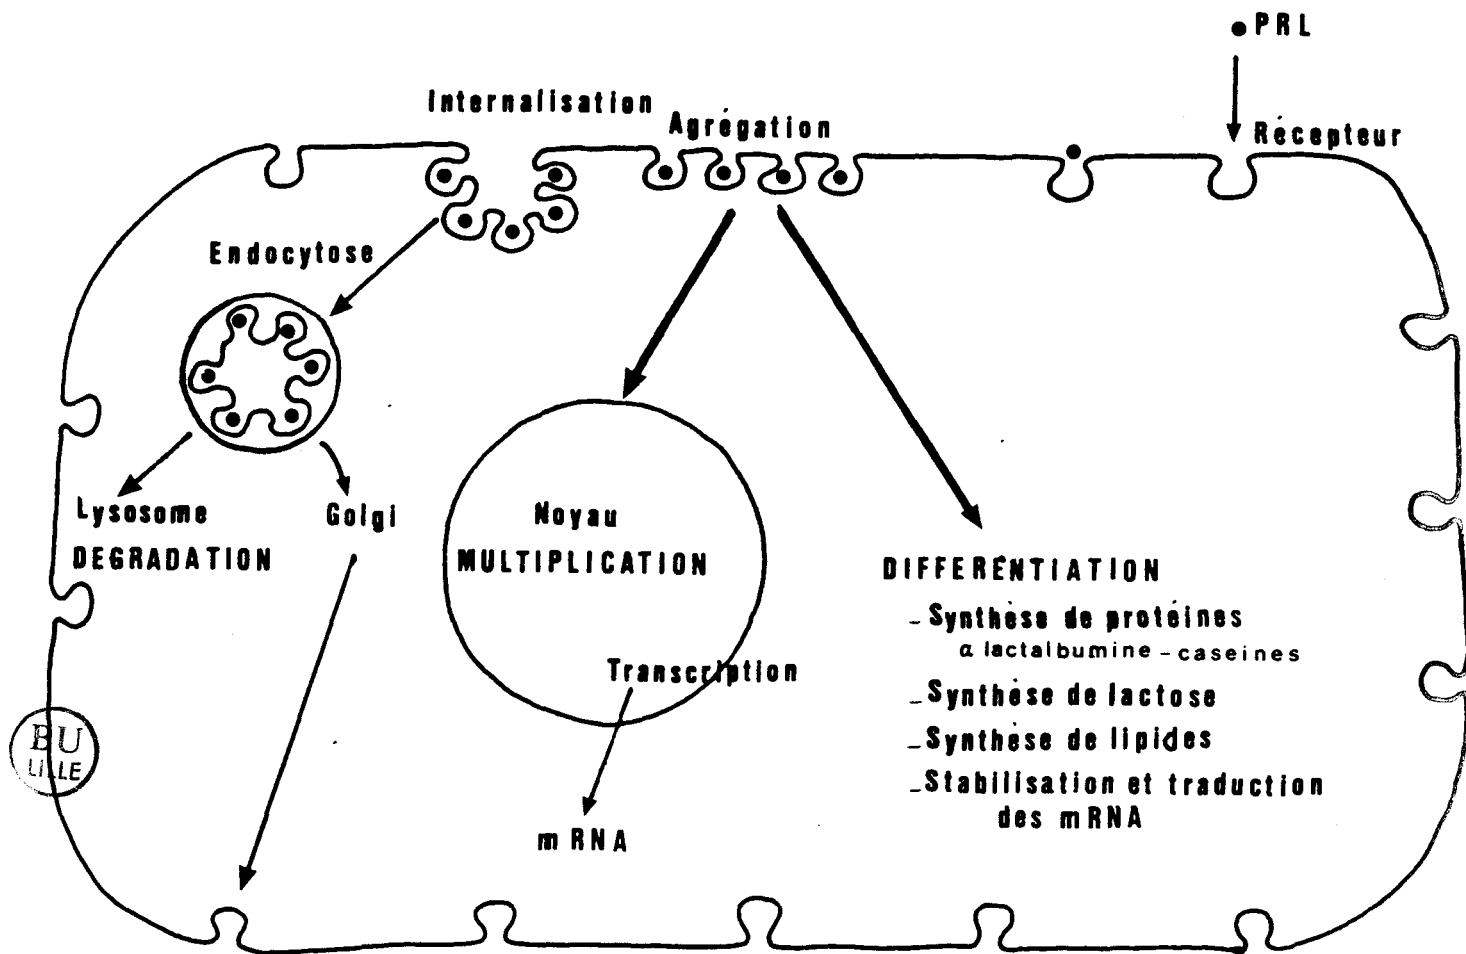 PRL
Internalisation
Agrégation
Récepteur
Endocytose
Lysosome
DEGRADATION
Golgi
Noyau
MULTIPLICATION
Transcription
mRNA
DIFFERÉNTIATION
- Synthèse de protéines
α lactalbumine - caseines
- Synthèse de lactose
- Synthèse de lipides
- Stabilisation et traduction
des mRNA
BU
LILLE